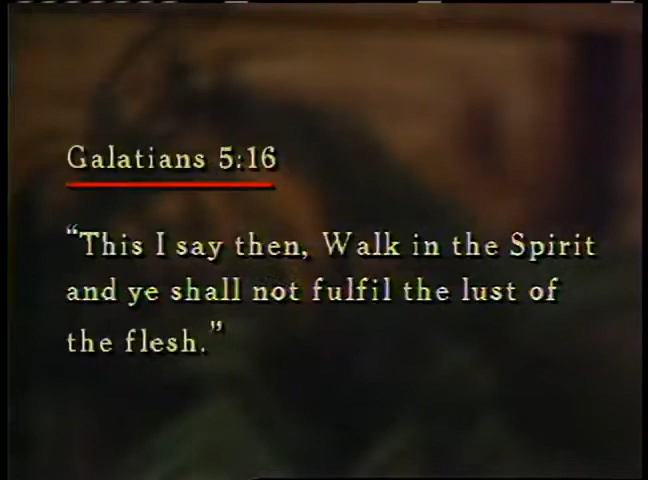 Galatians 5:16
“This I say then, Walk in the Spirit
and ye shall not fulfil the lust of
the flesh.”